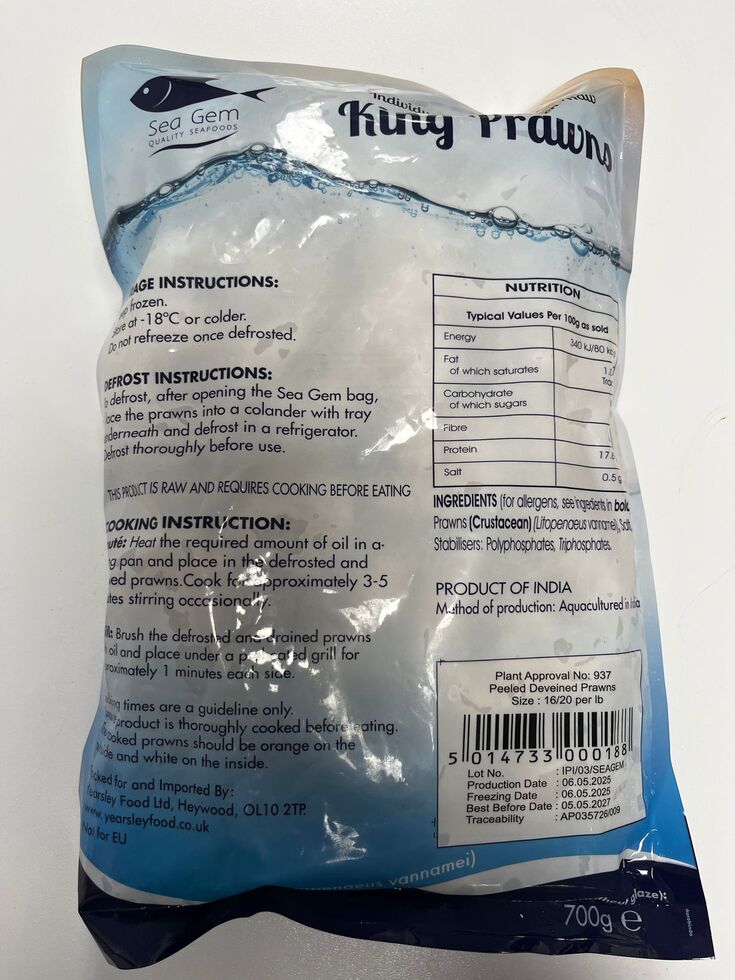 Sea Gem
QUALITY SEAFOODS
King Prawns
INSTRUCTIONS:
frozen.
at -18°C or colder.
Do not refreeze once defrosted.
DEFROST INSTRUCTIONS:
defrost, after opening the Sea Gem bag,
the prawns into a colander with tray
and defrost in a refrigerator.
Defrost thoroughly before use.
*THIS PRODUCT IS RAW AND REQUIRES COOKING BEFORE EATING
COOKING INSTRUCTION:
Heat the required amount of oil in a
pan and place in the defrosted and
prawns.Cook for approximately 3-5
stirring occasionally.
Brush the defrosted and drained prawns
oil and place under a grill for
approximately 1 minutes each side.
times are a guideline only.
product is thoroughly cooked before eating.
cooked prawns should be orange on the
and white on the inside.
Packed for and Imported By:
Yearsley Food Ltd, Heywood, OL10 2TP.
www.yearsleyfood.co.uk
Not for EU
NUTRITION
Typical Values Per 100g as sold
Energy 340 kJ/80
Fat
of which saturates
Carbohydrate
of which sugars
Fibre
Protein
Salt 0.5g
INGREDIENTS (for allergens, see ingredients in bold
Prawns (Crustacean) (Litopenaeus vannamei), Salt,
Stabilisers: Polyphosphates, Triphosphates.
PRODUCT OF INDIA
Method of production: Aquacultured in India
Plant Approval No: 937
Peeled Deveined Prawns
Size : 16/20 per lb
5 014733 000188
Lot No. : IPI/03/SEAGEM
Production Date : 06.05.2025
Freezing Date : 06.05.2025
Best Before Date : 05.05.2027
Traceability : AP035726/009
vannamei)
700g e